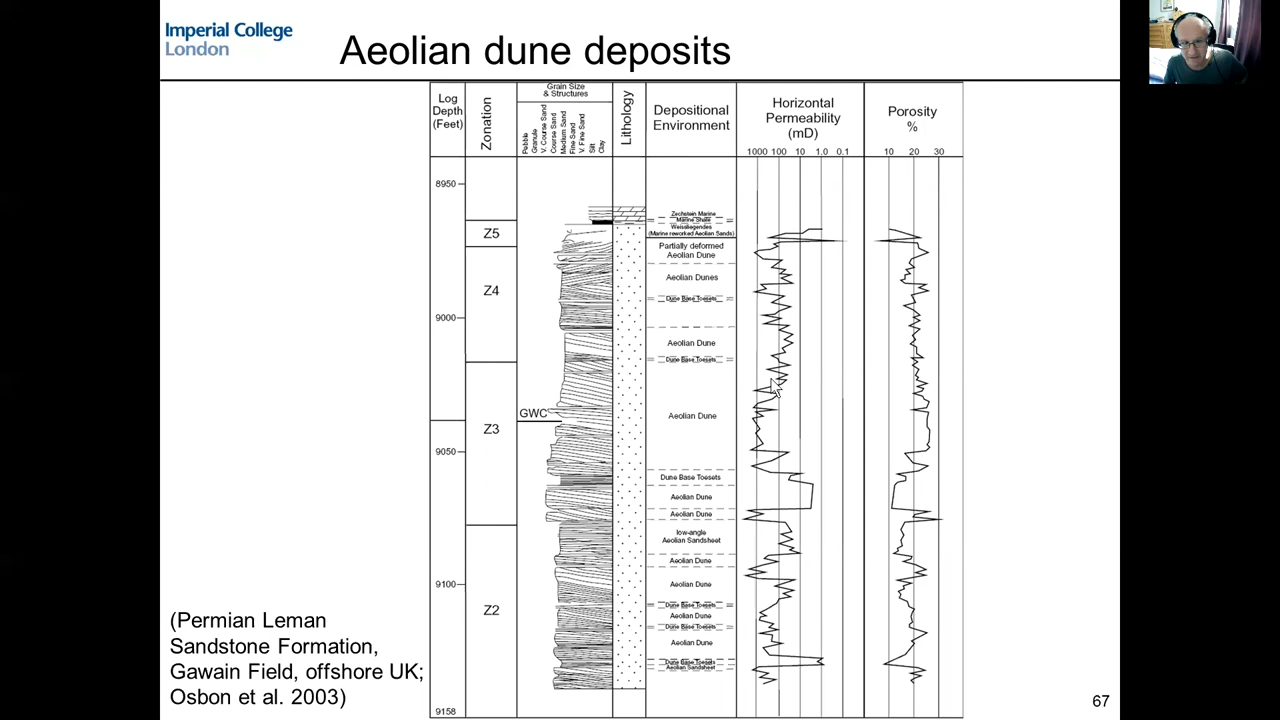 Imperial College
London
Aeolian dune deposits
Log
Depth
(Feet)
Zonation
Grain Size
& Structures
Pebble
Granule
V. Course Sand
Course Sand
Medium Sand
Fine Sand
V. Fine Sand
Silt
Clay
Lithology
Depositional
Environment
Horizontal
Permeability
(mD)
1000 100 10 1.0 0.1
Porosity
%
10 20 30
8950
9000
9050
9100
9158
Z5
Z4
Z3
Z2
GWC
Zechstein Marine
Marine Shale
Weissliegendes
(Marine reworked Aeolian Sands)
Partially deformed
Aeolian Dune
Aeolian Dunes
Dune Base Toesets
Aeolian Dune
Dune Base Toesets
Aeolian Dune
Dune Base Toesets
Aeolian Dune
Aeolian Dune
low-angle
Aeolian Sandsheet
Aeolian Dune
Aeolian Dune
Dune Base Toesets
Aeolian Dune
Dune Base Toesets
Aeolian Dune
Dune Base Toesets
Aeolian Sandsheet
(Permian Leman
Sandstone Formation,
Gawain Field, offshore UK;
Osbon et al. 2003)
67